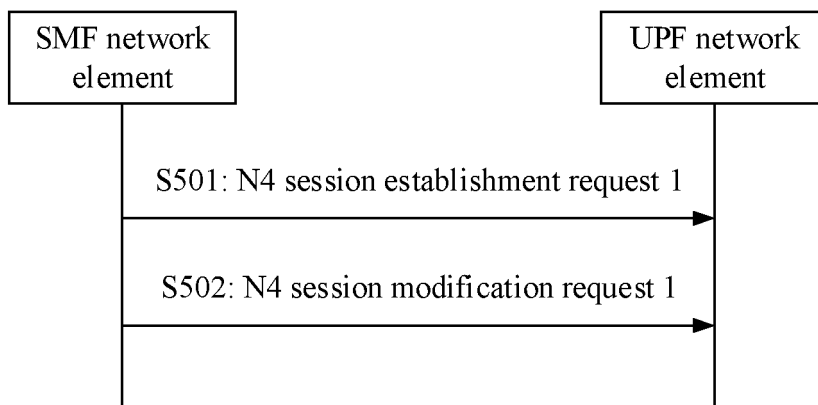 SMF network
element
UPF network
element
S501: N4 session establishment request 1
S502: N4 session modification request 1